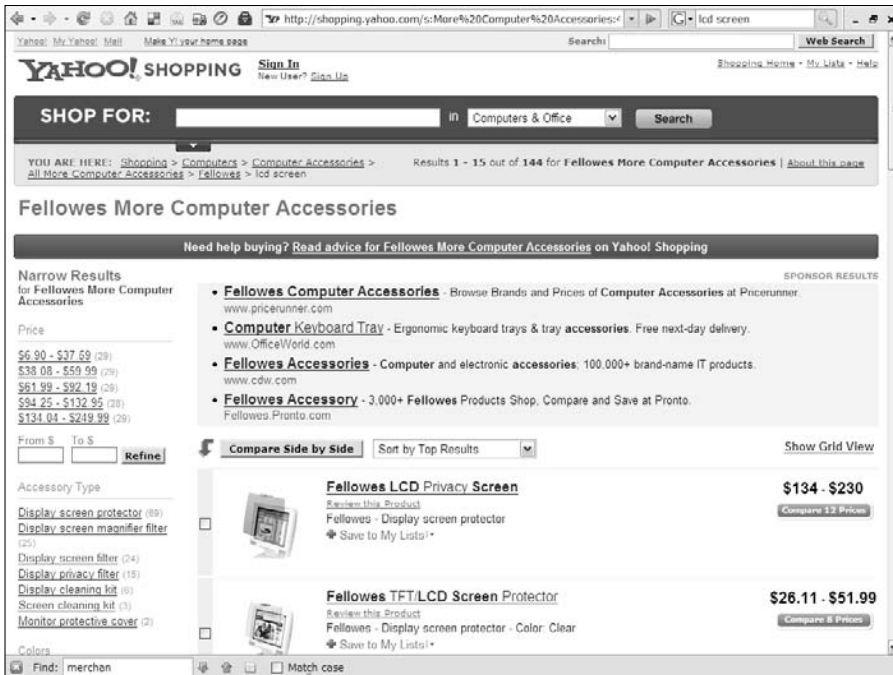 http://shopping.yahoo.com/s:More%20Computer%20Accessories:4
lcd screen
Yahoo! My Yahoo! Mail Make Y! your home page
Search:
Web Search
YAHOO! SHOPPING
Sign In
New User? Sign Up
Shopping Home - My Lists - Help
SHOP FOR:
in
Computers & Office
Search
YOU ARE HERE: Shopping > Computers > Computer Accessories >
All More Computer Accessories > Fellowes > lcd screen
Results 1 - 15 out of 144 for Fellowes More Computer Accessories | About this page
Fellowes More Computer Accessories
Need help buying? Read advice for Fellowes More Computer Accessories on Yahoo! Shopping
Narrow Results
for Fellowes More Computer
Accessories
Price
$6.90 - $37.69 (29)
$38.08 - $59.99 (29)
$61.99 - $92.19 (29)
$94.25 - $132.95 (28)
$134.04 - $249.99 (29)
From $ To $
Refine
Accessory Type
Display screen protector (69)
Display screen magnifier filter
(25)
Display screen filter (24)
Display privacy filter (15)
Display cleaning kit (6)
Screen cleaning kit (3)
Monitor protective cover (2)
Colors
SPONSOR RESULTS
• Fellowes Computer Accessories - Browse Brands and Prices of Computer Accessories at Pricerunner.
www.pricerunner.com
• Computer Keyboard Tray - Ergonomic keyboard trays & tray accessories. Free next-day delivery.
www.OfficeWorld.com
• Fellowes Accessories - Computer and electronic accessories; 100,000+ brand-name IT products.
www.cdw.com
• Fellowes Accessory - 3,000+ Fellowes Products Shop, Compare and Save at Pronto.
Fellowes.Pronto.com
Compare Side by Side
Sort by Top Results
Show Grid View
Fellowes LCD Privacy Screen
Review this Product
Fellowes - Display screen protector
Save to My Lists!
$134 - $230
Compare 12 Prices
Fellowes TFT/LCD Screen Protector
Review this Product
Fellowes - Display screen protector - Color: Clear
Save to My Lists!
$26.11 - $51.99
Compare 8 Prices
Find: merchan
Match case